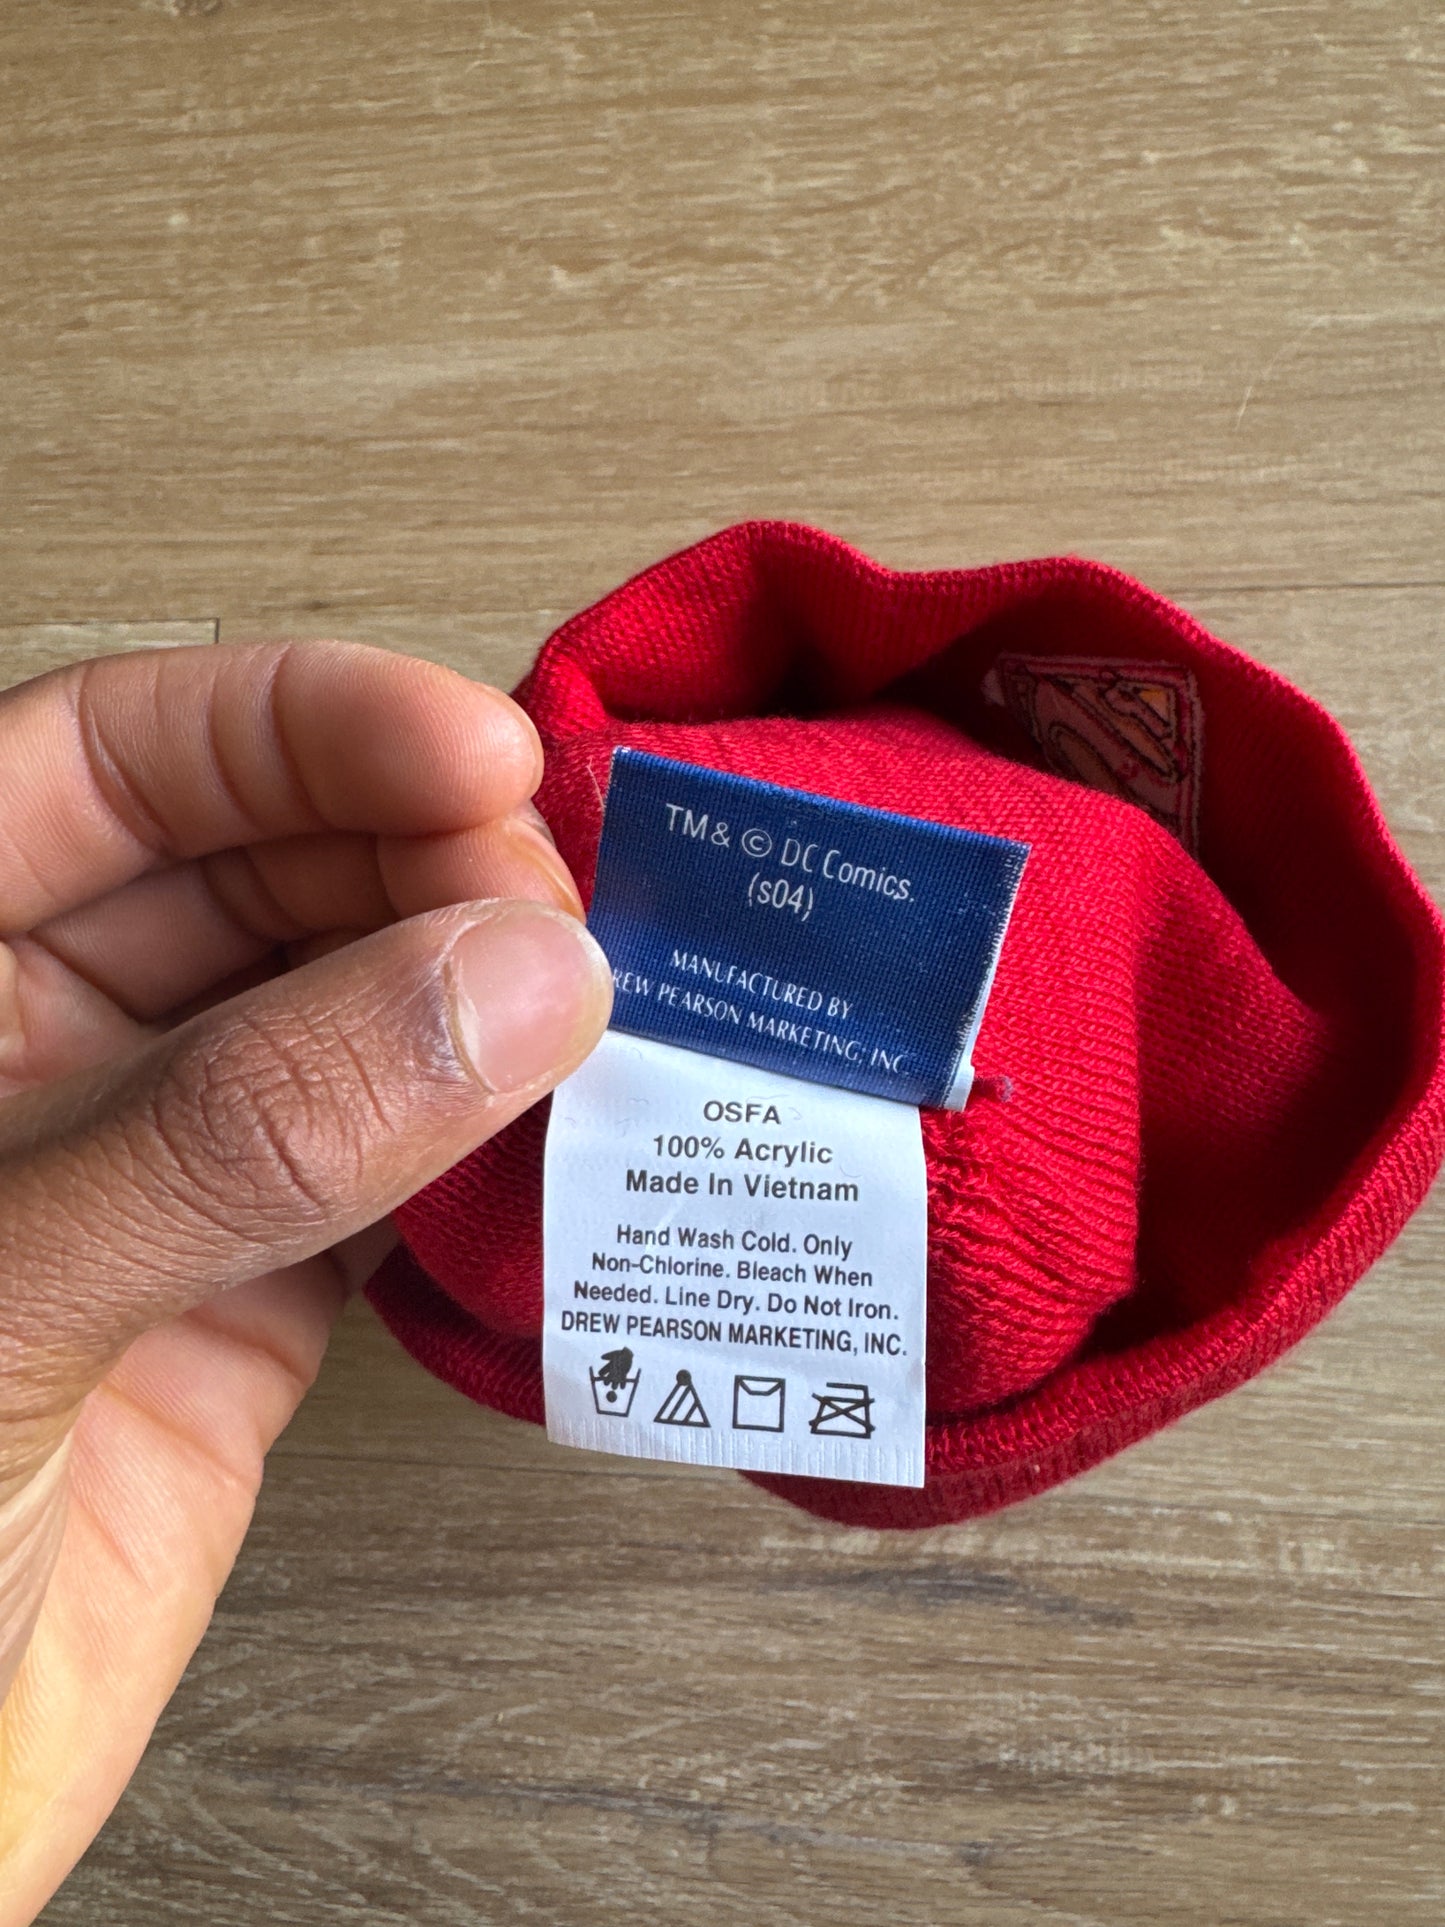 TM & © DC Comics.
(s04)
MANUFACTURED BY
REW PEARSON MARKETING, INC
OSFA
100% Acrylic
Made In Vietnam
Hand Wash Cold. Only
Non-Chlorine. Bleach When
Needed. Line Dry. Do Not Iron.
DREW PEARSON MARKETING, INC.